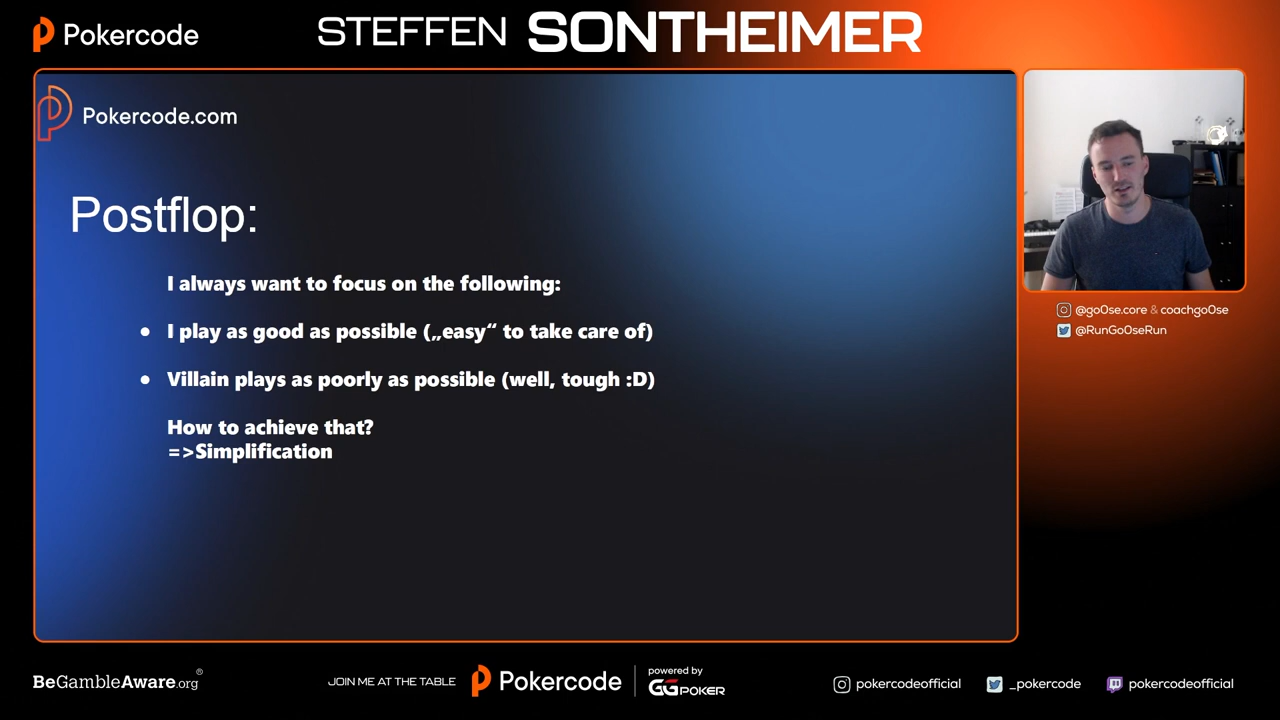 Pokercode
STEFFEN SONTHEIMER
Pokercode.com
Postflop:
I always want to focus on the following:
• I play as good as possible („easy“ to take care of)
• Villain plays as poorly as possible (well, tough :D)
How to achieve that?
=>Simplification
@go0se.core & coachgo0se
@RunGo0seRun
BeGambleAware.org®
JOIN ME AT THE TABLE
Pokercode
powered by
GGPOKER
pokercodeofficial
_pokercode
pokercodeofficial